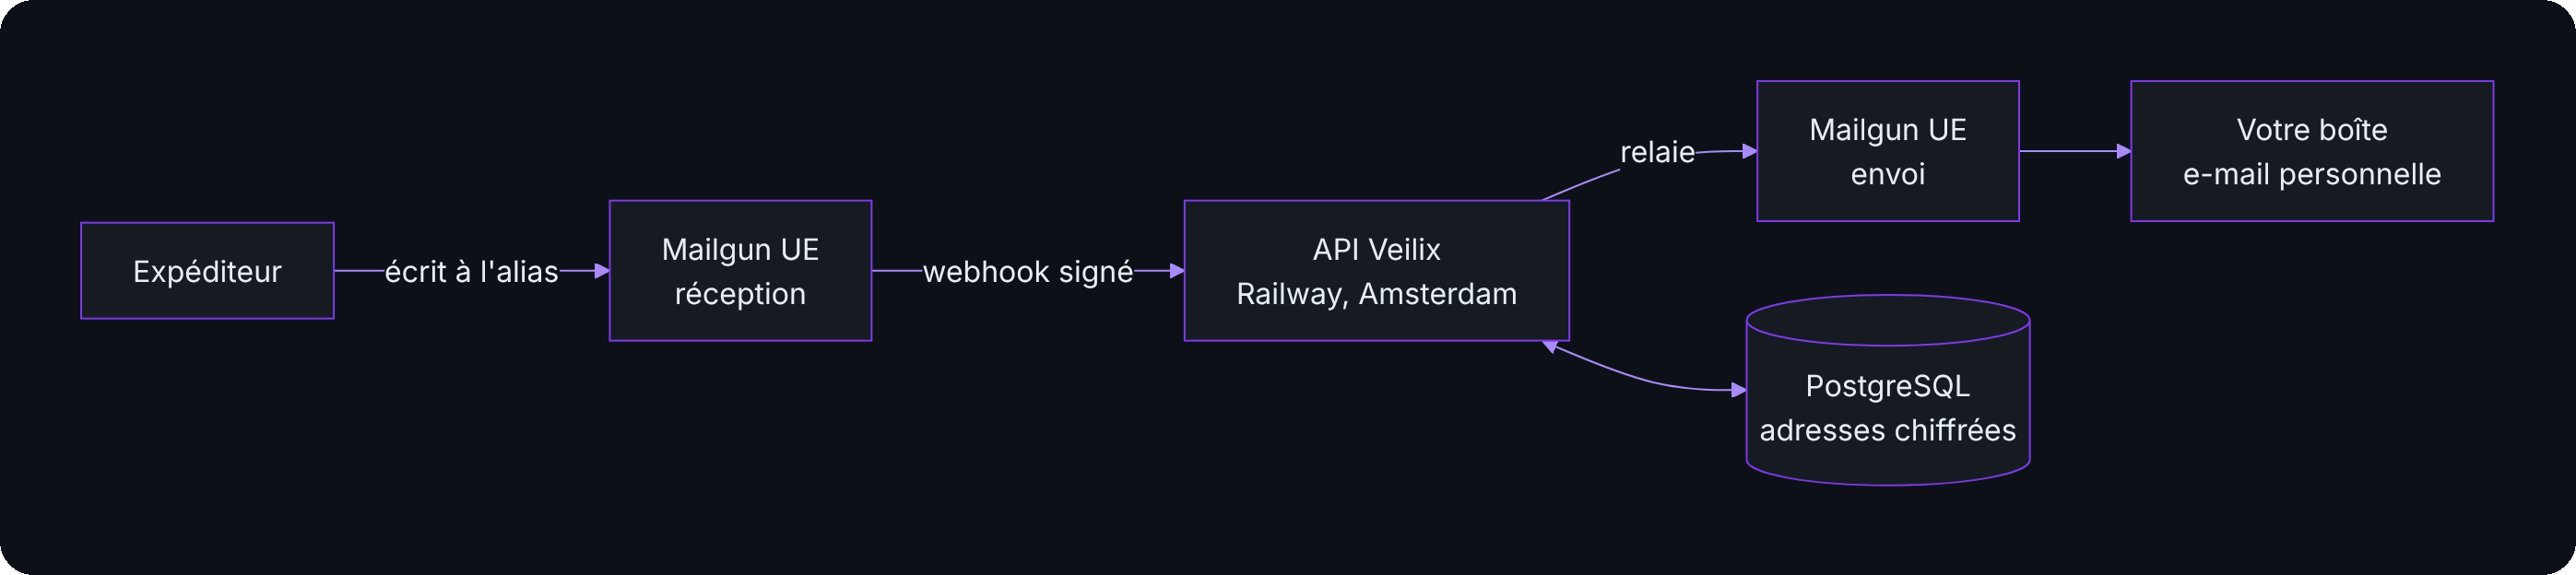 Expéditeur
écrit à l'alias
Mailgun UE
réception
webhook signé
API Veilix
Railway, Amsterdam
relaie
Mailgun UE
envoi
Votre boîte
e-mail personnelle
PostgreSQL
adresses chiffrées